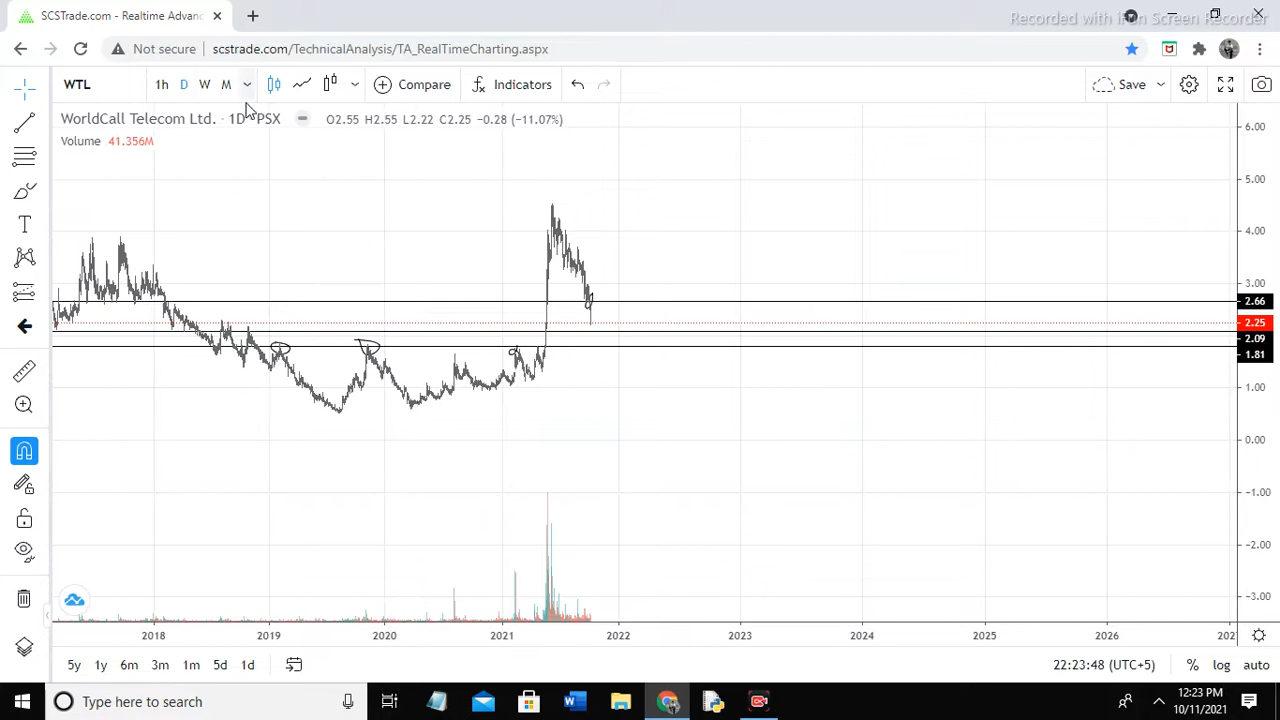 SCSTrade.com - Realtime Advanc
Recorded with iFun Screen Recorder
Not secure
scstrade.com/TechnicalAnalysis/TA_RealTimeCharting.aspx
WTL 1h D W M Compare Indicators Save
WorldCall Telecom Ltd. · 1D · PSX O2.55 H2.55 L2.22 C2.25 −0.28 (−11.07%)
Volume 41.356M
6.00
5.00
4.00
3.00
2.66
2.25
2.09
1.81
1.00
0.00
−1.00
−2.00
−3.00
2018 2019 2020 2021 2022 2023 2024 2025 2026
5y 1y 6m 3m 1m 5d 1d 22:23:48 (UTC+5) % log auto
Type here to search
12:23 PM
10/11/2021